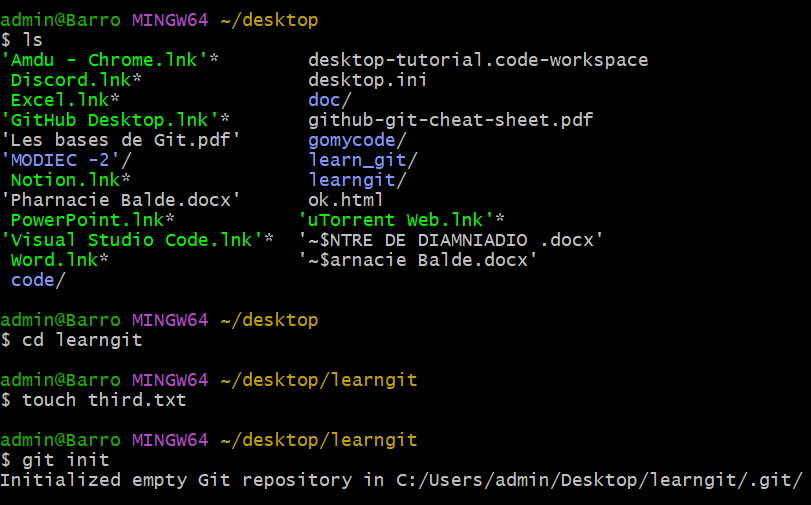 admin@Barro MINGW64 ~/desktop
$ ls
'Amdu - Chrome.lnk'*        desktop-tutorial.code-workspace
 Discord.lnk*               desktop.ini
 Excel.lnk*                 doc/
'GitHub Desktop.lnk'*       github-git-cheat-sheet.pdf
'Les bases de Git.pdf'      gomycode/
'MODIEC -2'/                learn_git/
 Notion.lnk*                learngit/
'Pharnacie Balde.docx'      ok.html
 PowerPoint.lnk*           'uTorrent Web.lnk'*
'Visual Studio Code.lnk'*  '~$NTRE DE DIAMNIADIO .docx'
 Word.lnk*                 '~$arnacie Balde.docx'
 code/

admin@Barro MINGW64 ~/desktop
$ cd learngit

admin@Barro MINGW64 ~/desktop/learngit
$ touch third.txt

admin@Barro MINGW64 ~/desktop/learngit
$ git init
Initialized empty Git repository in C:/Users/admin/Desktop/learngit/.git/